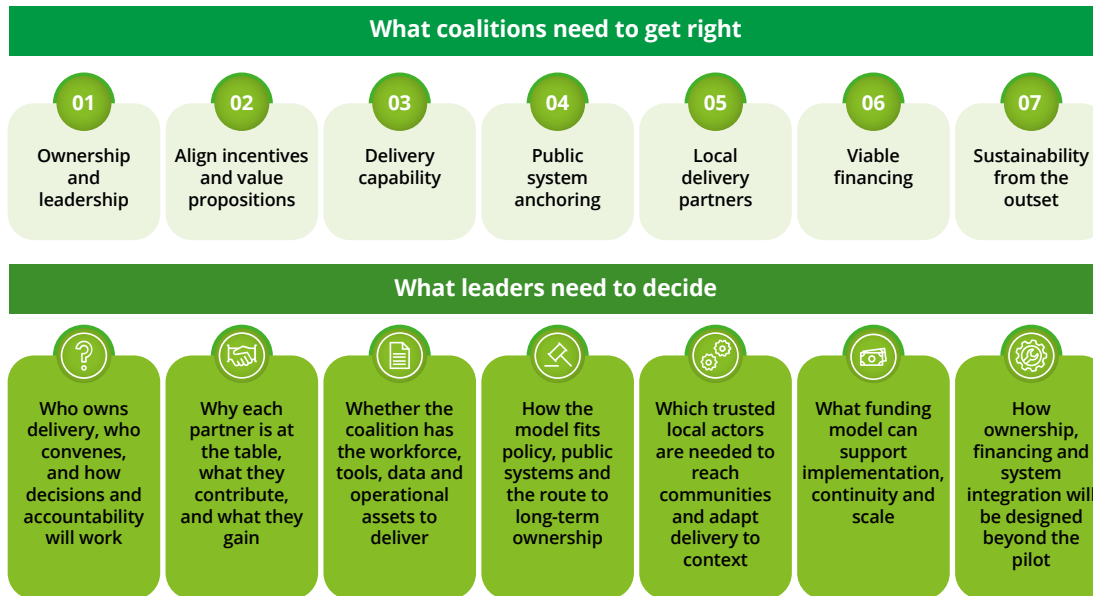 What coalitions need to get right
01
Ownership
and
leadership
02
Align incentives
and value
propositions
03
Delivery
capability
04
Public
system
anchoring
05
Local
delivery
partners
06
Viable
financing
07
Sustainability
from the
outset
What leaders need to decide
Who owns
delivery, who
convenes,
and how
decisions and
accountability
will work
Why each
partner is at
the table,
what they
contribute,
and what they
gain
Whether the
coalition has
the workforce,
tools, data and
operational
assets to
deliver
How the
model fits
policy, public
systems and
the route to
long-term
ownership
Which trusted
local actors
are needed to
reach
communities
and adapt
delivery to
context
What funding
model can
support
implementation,
continuity and
scale
How
ownership,
financing and
system
integration will
be designed
beyond the
pilot